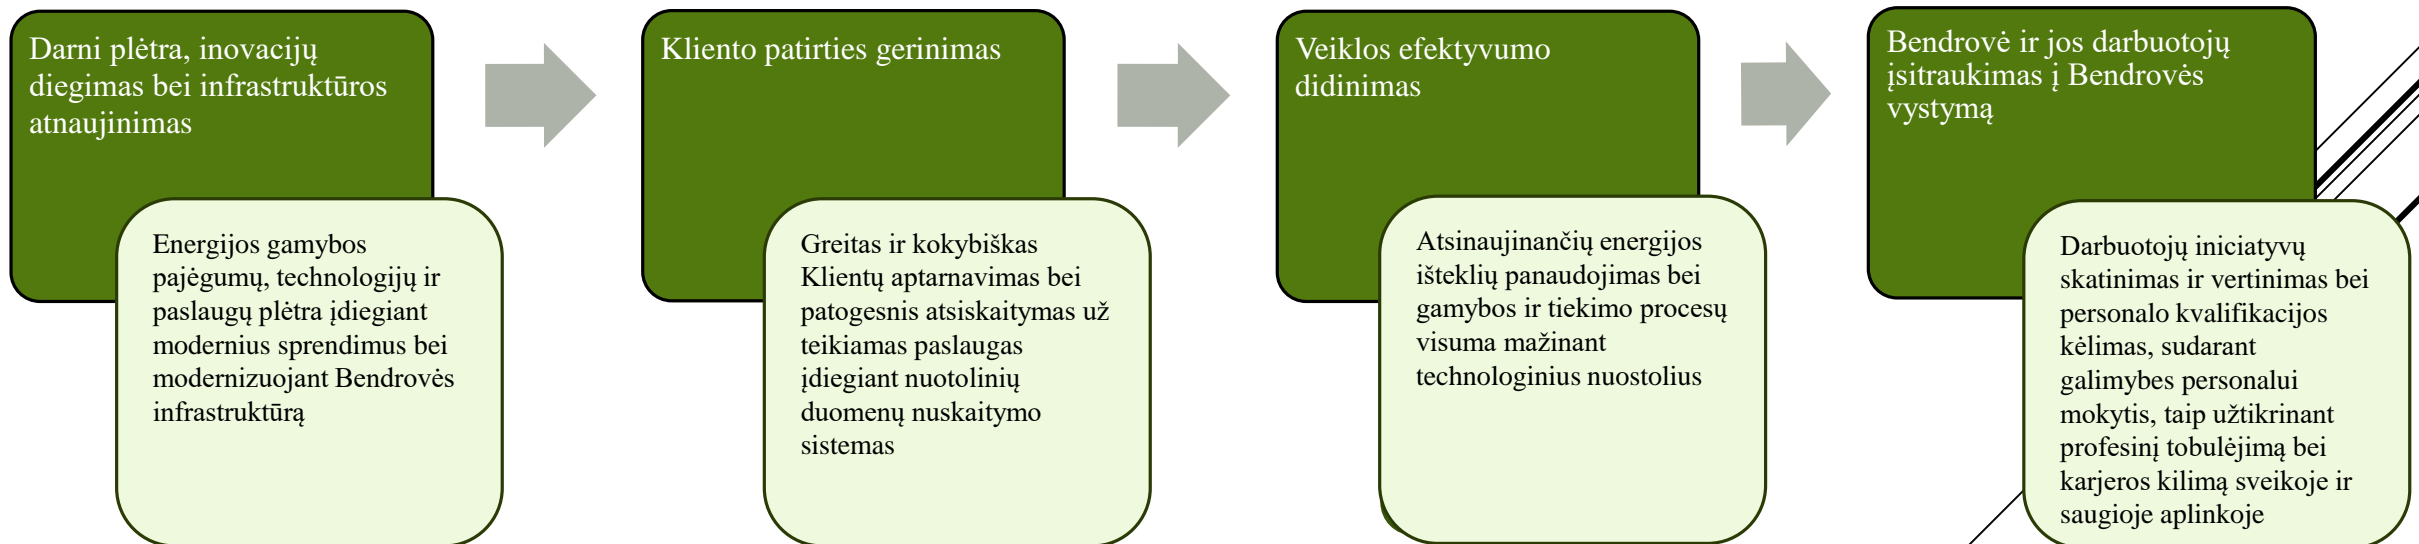 Darni plėtra, inovacijų
diegimas bei infrastruktūros
atnaujinimas
Energijos gamybos
pajėgumų, technologijų ir
paslaugų plėtra įdiegiant
modernius sprendimus bei
modernizuojant Bendrovės
infrastruktūrą
Kliento patirties gerinimas
Greitas ir kokybiškas
Klientų aptarnavimas bei
patogesnis atsiskaitymas už
teikiamas paslaugas
įdiegiant nuotolinių
duomenų nuskaitymo
sistemas
Veiklos efektyvumo
didinimas
Atsinaujinančių energijos
išteklių panaudojimas bei
gamybos ir tiekimo procesų
visuma mažinant
technologinius nuostolius
Bendrovė ir jos darbuotojų
įsitraukimas į Bendrovės
vystymą
Darbuotojų iniciatyvų
skatinimas ir vertinimas bei
personalo kvalifikacijos
kėlimas, sudarant
galimybes personalui
mokytis, taip užtikrinant
profesinį tobulėjimą bei
karjeros kilimą sveikoje ir
saugioje aplinkoje